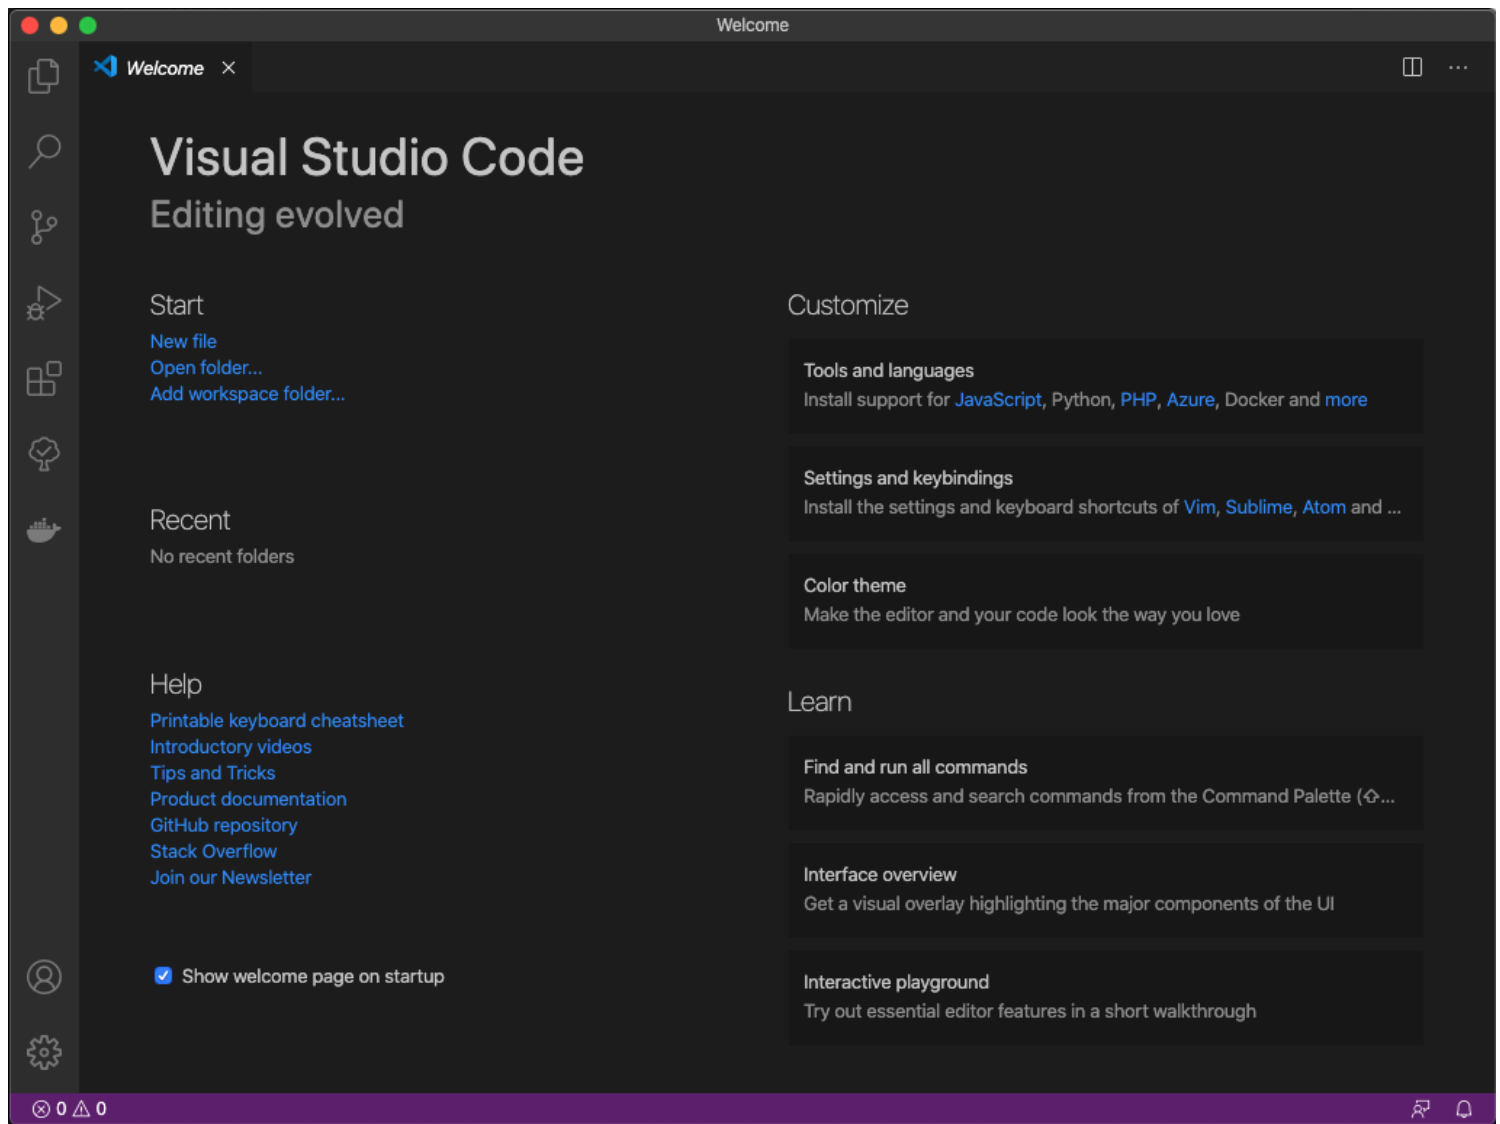 Welcome
Welcome
Visual Studio Code
Editing evolved
Start
New file
Open folder...
Add workspace folder...
Recent
No recent folders
Help
Printable keyboard cheatsheet
Introductory videos
Tips and Tricks
Product documentation
GitHub repository
Stack Overflow
Join our Newsletter
Show welcome page on startup
Customize
Tools and languages
Install support for JavaScript, Python, PHP, Azure, Docker and more
Settings and keybindings
Install the settings and keyboard shortcuts of Vim, Sublime, Atom and ...
Color theme
Make the editor and your code look the way you love
Learn
Find and run all commands
Rapidly access and search commands from the Command Palette (⇧...
Interface overview
Get a visual overlay highlighting the major components of the UI
Interactive playground
Try out essential editor features in a short walkthrough
0 0